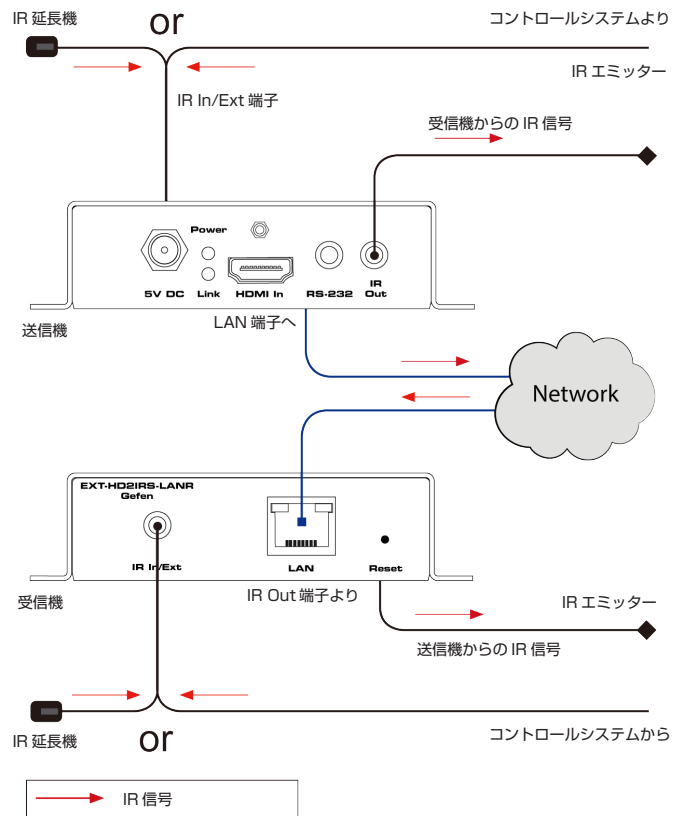 IR 延長機
or
コントロールシステムより
IR エミッター
IR In/Ext 端子
受信機からの IR 信号
Power
5V DC
Link
HDMI In
RS-232
IR
Out
送信機
LAN 端子へ
Network
EXT-HD2IRS-LANR
Gefen
IR In/Ext
LAN
Reset
受信機
IR Out 端子より
IR エミッター
送信機からの IR 信号
IR 延長機
or
コントロールシステムから
IR 信号